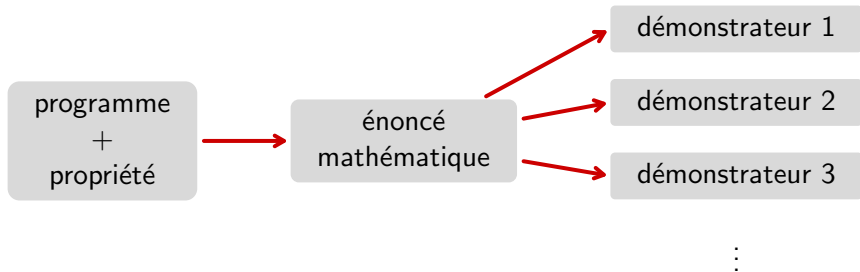 programme
+
propriété
énoncé
mathématique
démonstrateur 1
démonstrateur 2
démonstrateur 3
⋮